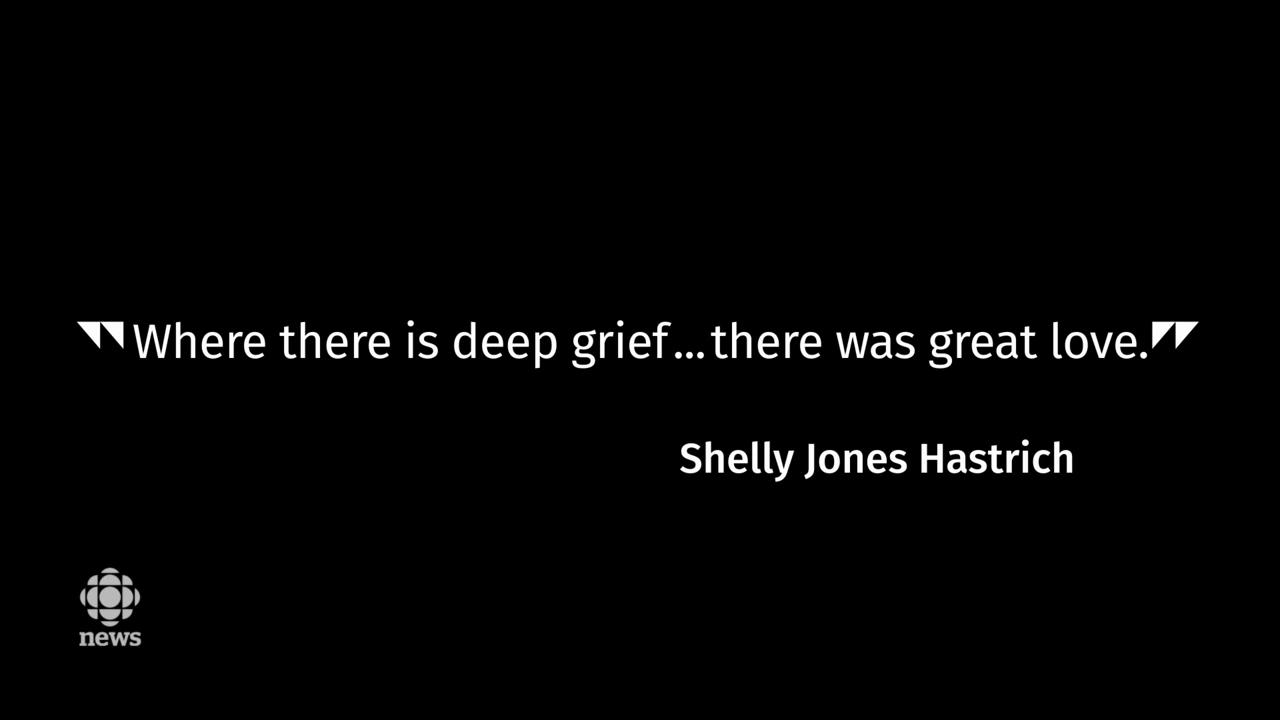 "Where there is deep grief...there was great love."
Shelly Jones Hastrich
news